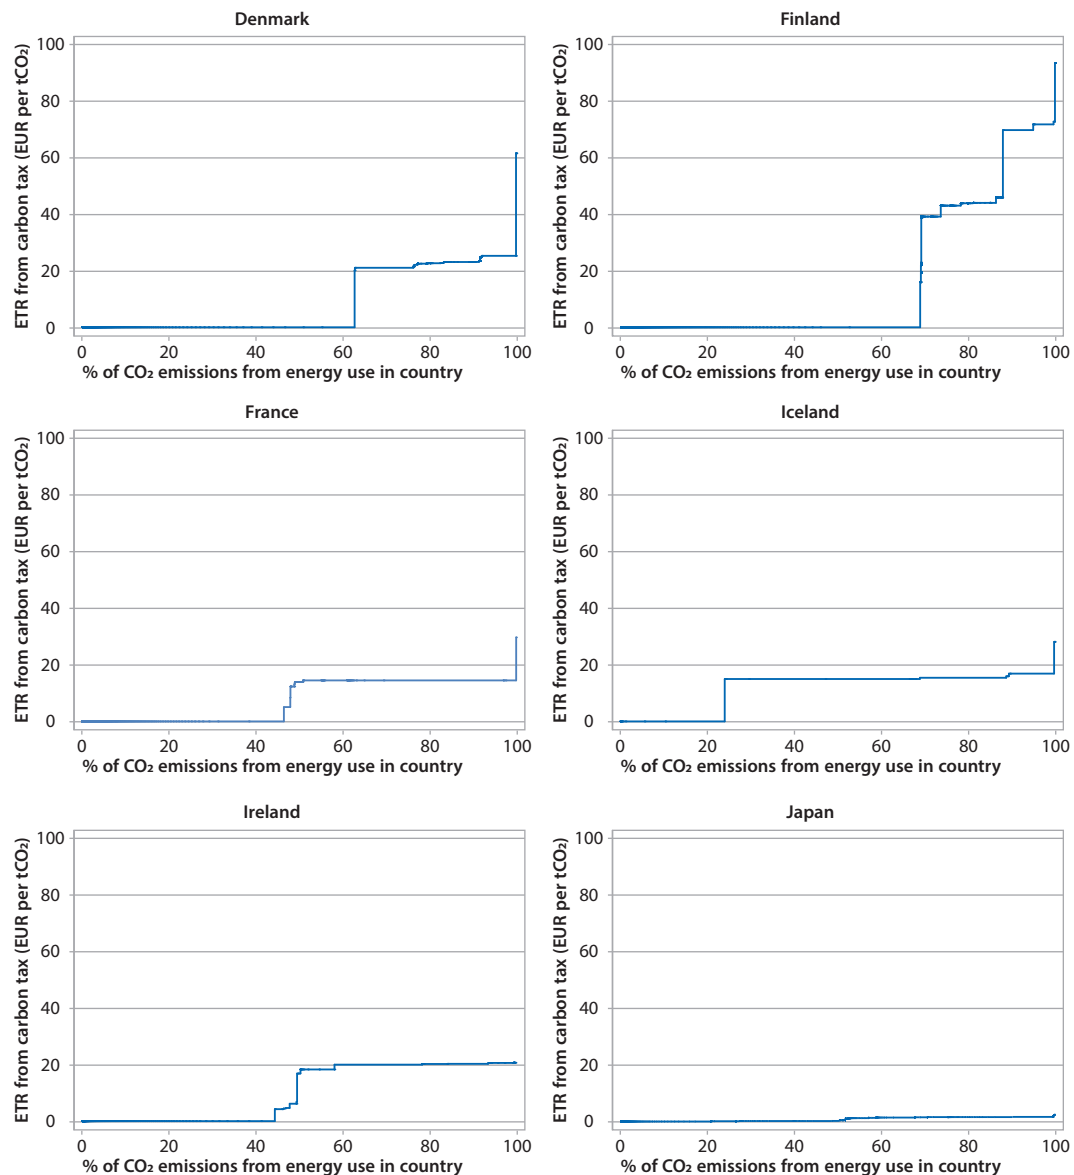 Denmark
ETR from carbon tax (EUR per tCO₂)
100
80
60
40
20
0
0 20 40 60 80 100
% of CO₂ emissions from energy use in country
Finland
ETR from carbon tax (EUR per tCO₂)
100
80
60
40
20
0
0 20 40 60 80 100
% of CO₂ emissions from energy use in country
France
ETR from carbon tax (EUR per tCO₂)
100
80
60
40
20
0
0 20 40 60 80 100
% of CO₂ emissions from energy use in country
Iceland
ETR from carbon tax (EUR per tCO₂)
100
80
60
40
20
0
0 20 40 60 80 100
% of CO₂ emissions from energy use in country
Ireland
ETR from carbon tax (EUR per tCO₂)
100
80
60
40
20
0
0 20 40 60 80 100
% of CO₂ emissions from energy use in country
Japan
ETR from carbon tax (EUR per tCO₂)
100
80
60
40
20
0
0 20 40 60 80 100
% of CO₂ emissions from energy use in country